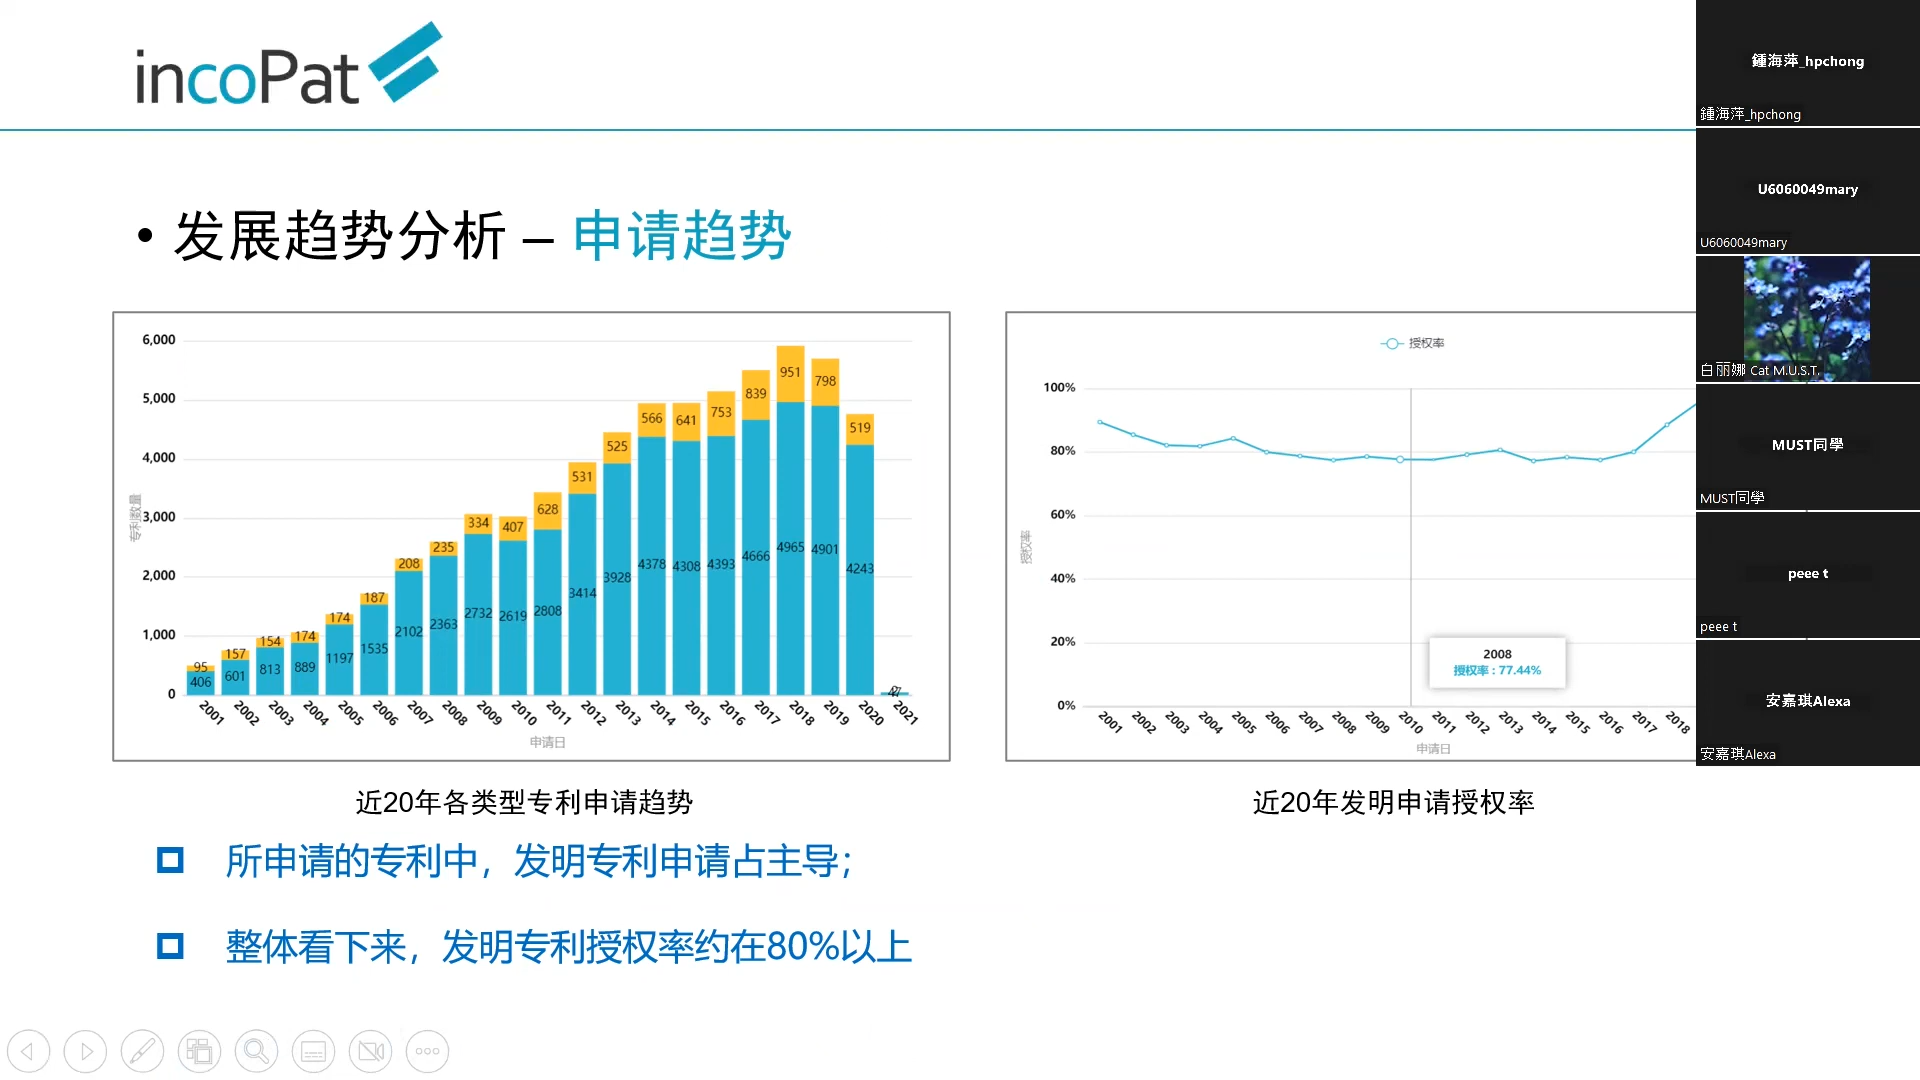 incoPat
• 发展趋势分析 – 申请趋势
专利数量
6,000
5,000
4,000
3,000
2,000
1,000
0
95 157 154 174 174 187 208 235 334 407 628 531 525 566 641 753 839 951 798 519
406 601 813 889 1197 1535 2102 2363 2732 2619 2808 3414 3928 4378 4308 4393 4666 4965 4901 4243
2001 2002 2003 2004 2005 2006 2007 2008 2009 2010 2011 2012 2013 2014 2015 2016 2017 2018 2019 2020 2021
申请日
近20年各类型专利申请趋势
授权率
授权率
100%
80%
60%
40%
20%
0%
2008
授权率 : 77.44%
2001 2002 2003 2004 2005 2006 2007 2008 2009 2010 2011 2012 2013 2014 2015 2016 2017 2018
申请日
近20年发明申请授权率
所申请的专利中，发明专利申请占主导；
整体看下来，发明专利授权率约在80%以上
鍾海萍_hpchong
鍾海萍_hpchong
U6060049mary
U6060049mary
白丽娜 Cat M.U.S.T.
MUST同學
MUST同學
peee t
peee t
安嘉琪Alexa
安嘉琪Alexa